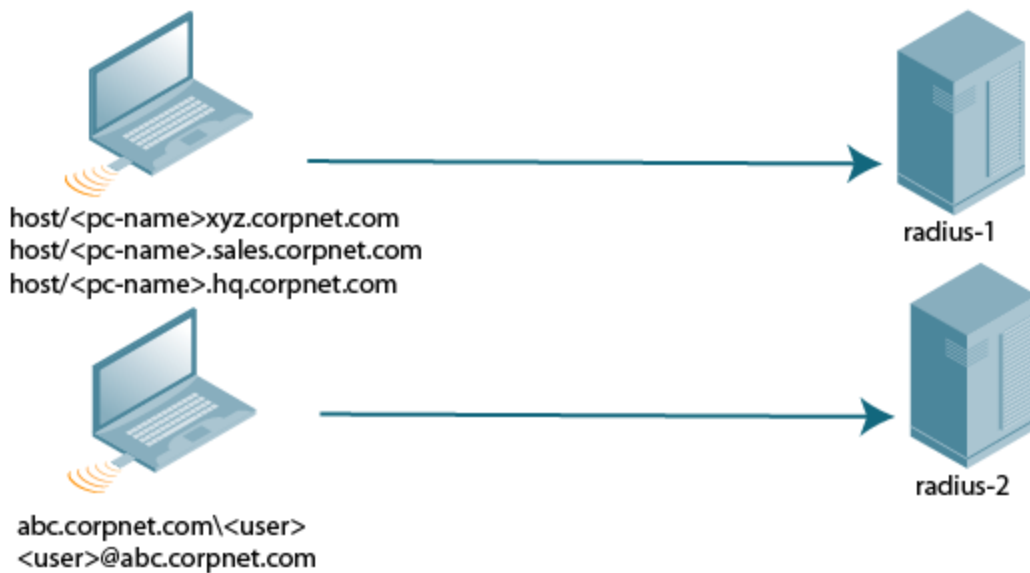 host/<pc-name>xyz.corpnet.com
host/<pc-name>.sales.corpnet.com
host/<pc-name>.hq.corpnet.com
radius-1
abc.corpnet.com\<user>
<user>@abc.corpnet.com
radius-2